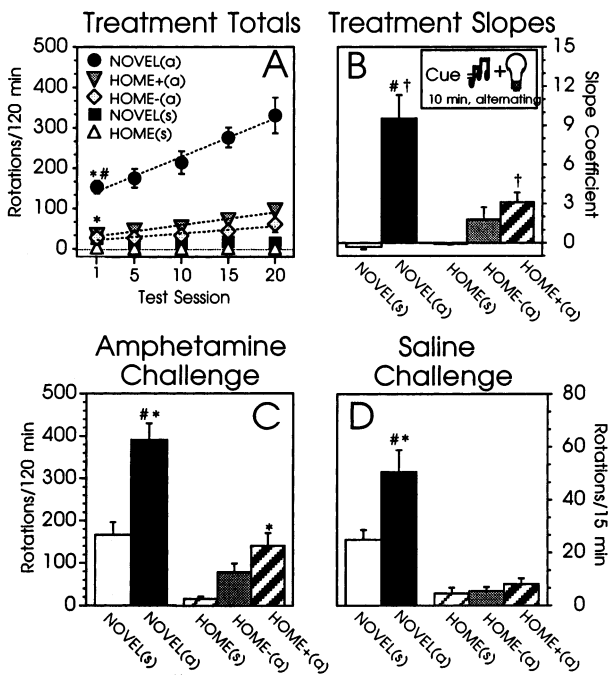 Treatment Totals
500
400
300
200
100
0
Rotations/120 min
NOVEL(a)
HOME+(a)
HOME-(a)
NOVEL(s)
HOME(s)
A
*#
*
1 5 10 15 20
Test Session
Treatment Slopes
B
Cue = +
10 min, alternating
# †
†
15
12
9
6
3
0
Slope Coefficient
NOVEL(s)
NOVEL(a)
HOME(s)
HOME-(a)
HOME+(a)
Amphetamine
Challenge
500
400
300
200
100
0
Rotations/120 min
C
#*
*
NOVEL(s)
NOVEL(a)
HOME(s)
HOME-(a)
HOME+(a)
Saline
Challenge
D
#*
80
60
40
20
0
Rotations/15 min
NOVEL(s)
NOVEL(a)
HOME(s)
HOME-(a)
HOME+(a)